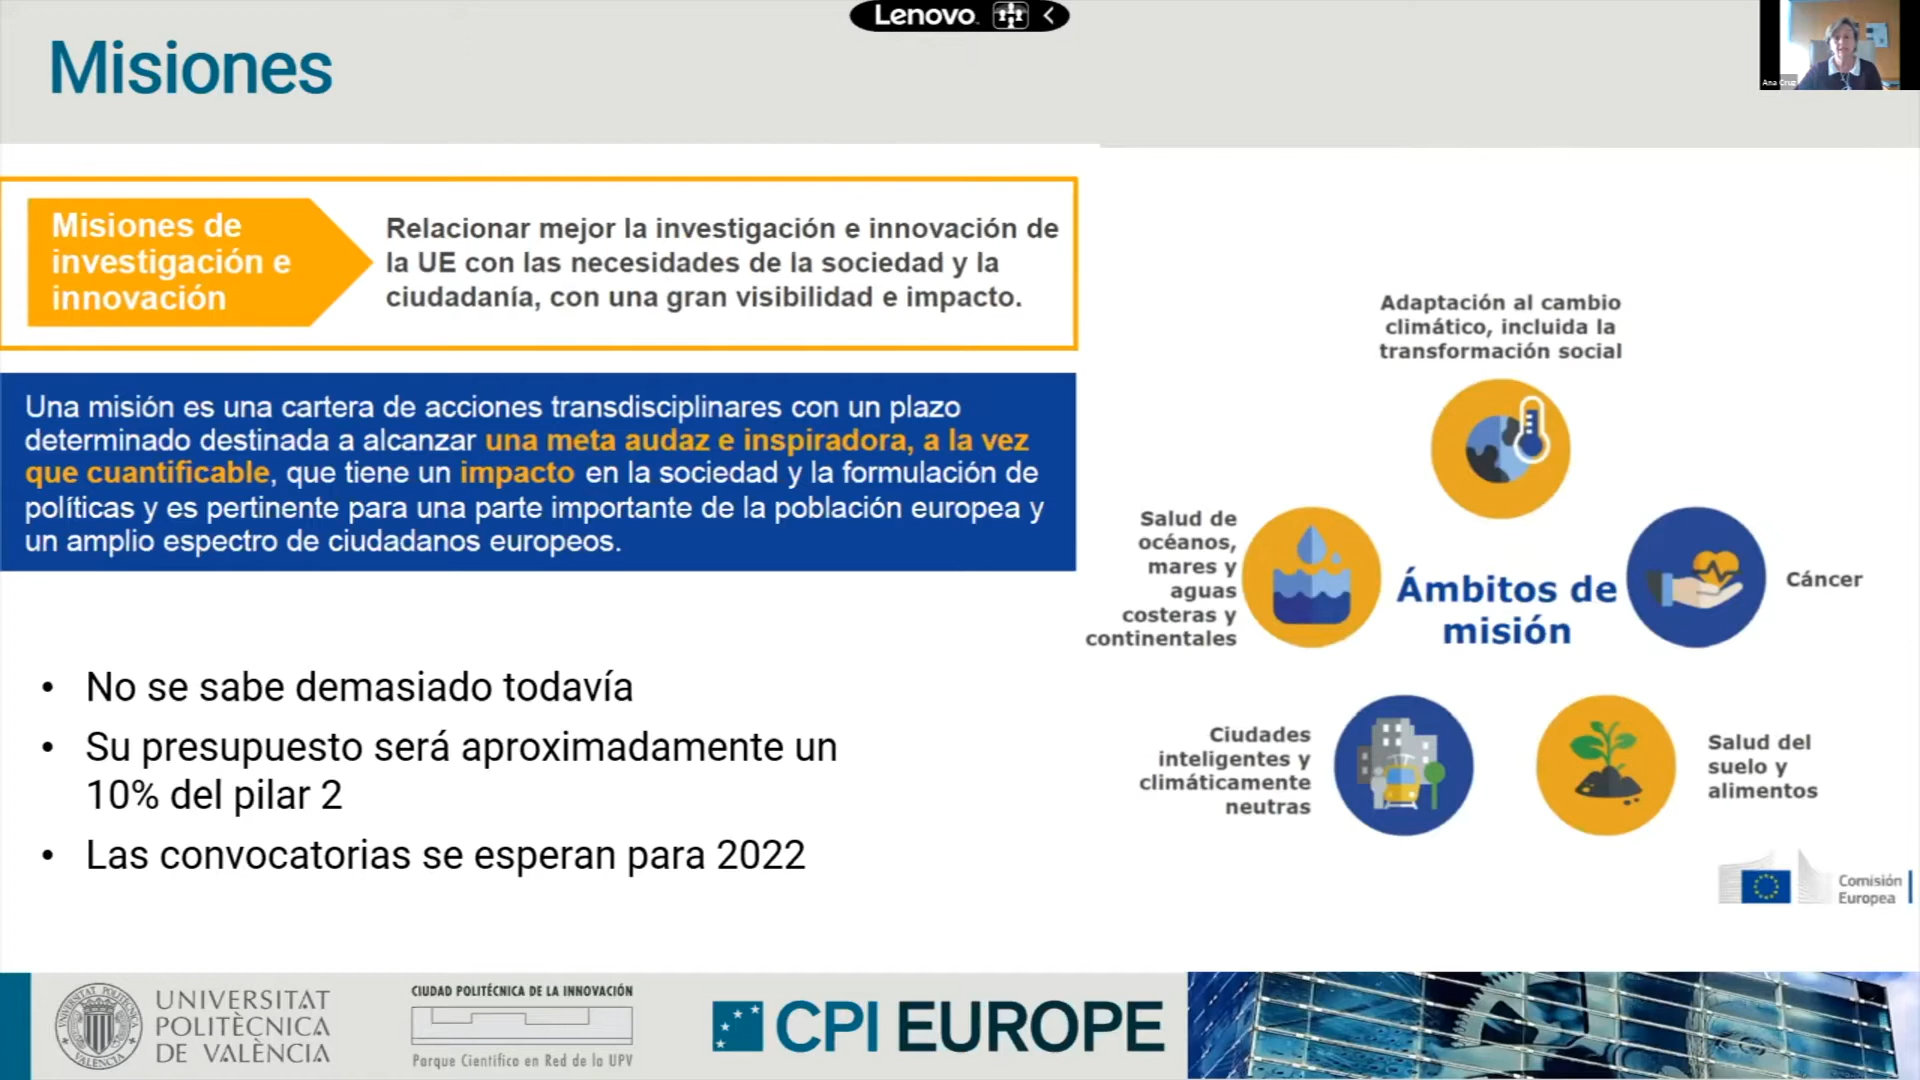 Lenovo
Misiones
Ana Cruz
Misiones de
investigación e
innovación
Relacionar mejor la investigación e innovación de
la UE con las necesidades de la sociedad y la
ciudadanía, con una gran visibilidad e impacto.
Una misión es una cartera de acciones transdisciplinares con un plazo
determinado destinada a alcanzar una meta audaz e inspiradora, a la vez
que cuantificable, que tiene un impacto en la sociedad y la formulación de
políticas y es pertinente para una parte importante de la población europea y
un amplio espectro de ciudadanos europeos.
• No se sabe demasiado todavía
• Su presupuesto será aproximadamente un
10% del pilar 2
• Las convocatorias se esperan para 2022
Adaptación al cambio
climático, incluida la
transformación social
Salud de
océanos,
mares y
aguas
costeras y
continentales
Ámbitos de
misión
Cáncer
Ciudades
inteligentes y
climáticamente
neutras
Salud del
suelo y
alimentos
Comisión
Europea
UNIVERSITAT
POLITÈCNICA
DE VALÈNCIA
CIUDAD POLITÉCNICA DE LA INNOVACIÓN
Parque Científico en Red de la UPV
CPI EUROPE